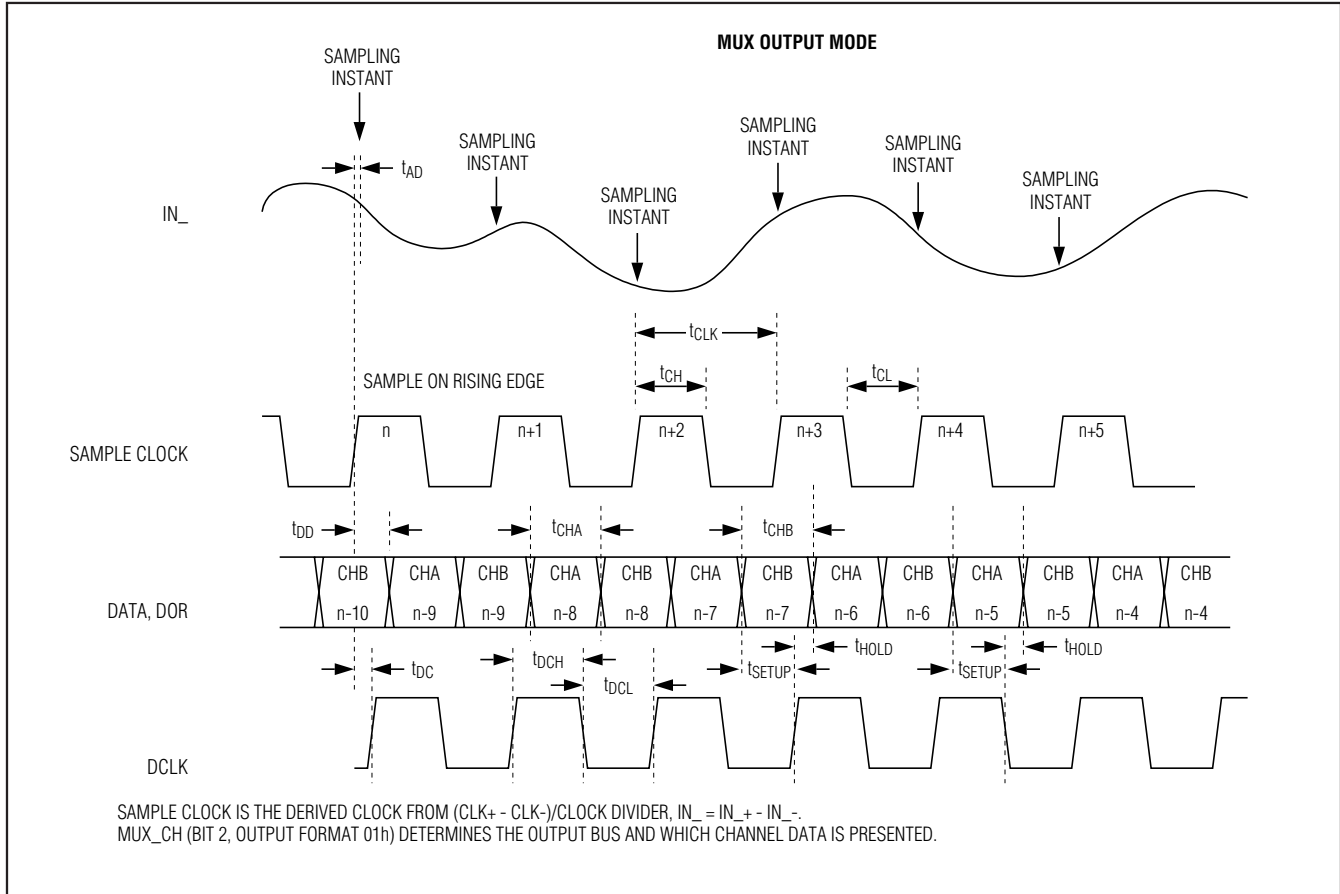 MUX OUTPUT MODE
SAMPLING
INSTANT
SAMPLING
INSTANT
SAMPLING
INSTANT
SAMPLING
INSTANT
SAMPLING
INSTANT
SAMPLING
INSTANT
tAD
IN_
tCLK
SAMPLE ON RISING EDGE
tCH
tCL
SAMPLE CLOCK
n n+1 n+2 n+3 n+4 n+5
tDD
tCHA
tCHB
DATA, DOR
CHB CHA CHB CHA CHB CHA CHB CHA CHB CHA CHB CHA CHB
n-10 n-9 n-9 n-8 n-8 n-7 n-7 n-6 n-6 n-5 n-5 n-4 n-4
tDC
tDCH
tDCL
tSETUP
tHOLD
tSETUP
tHOLD
DCLK
SAMPLE CLOCK IS THE DERIVED CLOCK FROM (CLK+ - CLK-)/CLOCK DIVIDER, IN_ = IN_+ - IN_-.
MUX_CH (BIT 2, OUTPUT FORMAT 01h) DETERMINES THE OUTPUT BUS AND WHICH CHANNEL DATA IS PRESENTED.